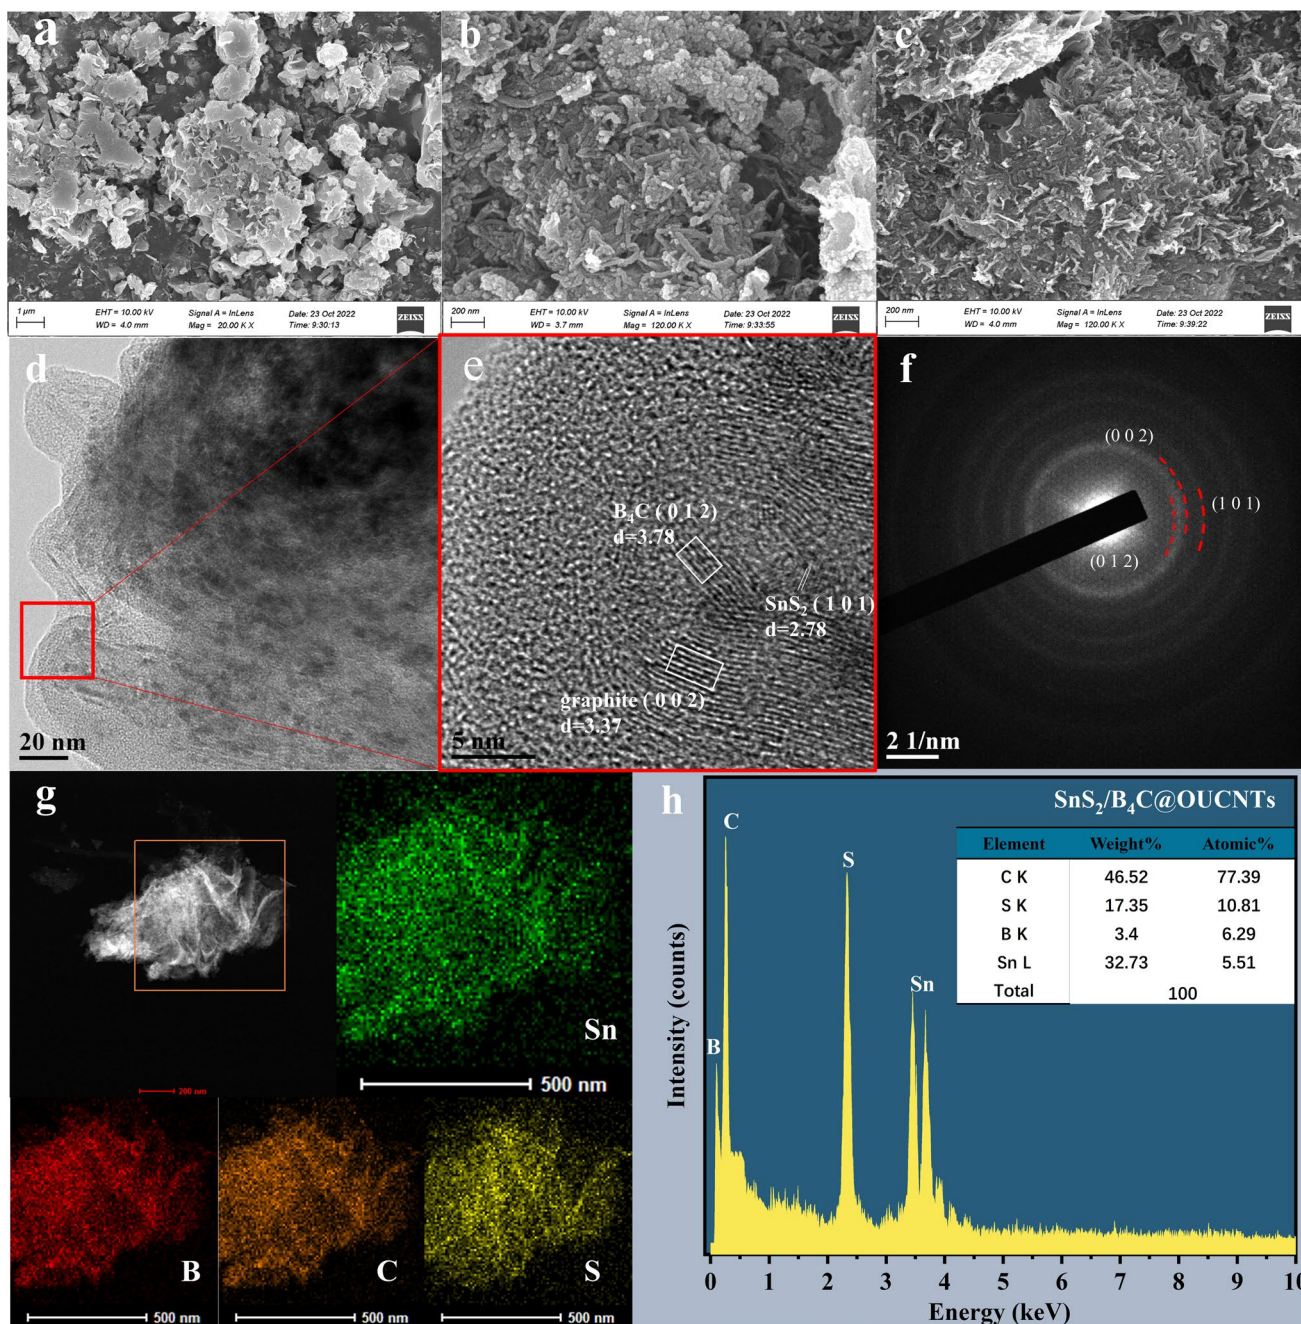 a
b
c
1 µm
EHT = 10.00 kV
WD = 4.0 mm
Signal A = InLens
Mag = 20.00 K X
Date: 23 Oct 2022
Time: 9:30:13
ZEISS
200 nm
EHT = 10.00 kV
WD = 3.7 mm
Signal A = InLens
Mag = 120.00 K X
Date: 23 Oct 2022
Time: 9:33:55
ZEISS
200 nm
EHT = 10.00 kV
WD = 4.0 mm
Signal A = InLens
Mag = 120.00 K X
Date: 23 Oct 2022
Time: 9:39:22
ZEISS
d
20 nm
e
B₄C ( 0 1 2)
d=3.78
SnS₂ ( 1 0 1)
d=2.78
graphite ( 0 0 2)
d=3.37
5 nm
f
(0 0 2)
(1 0 1)
(0 1 2)
2 1/nm
g
200 nm
Sn
500 nm
B
500 nm
C
500 nm
S
500 nm
h
SnS₂/B₄C@OUCNTs
Element Weight% Atomic%
C K 46.52 77.39
S K 17.35 10.81
B K 3.4 6.29
Sn L 32.73 5.51
Total 100
B
C
S
Sn
Intensity (counts)
0 1 2 3 4 5 6 7 8 9 10
Energy (keV)